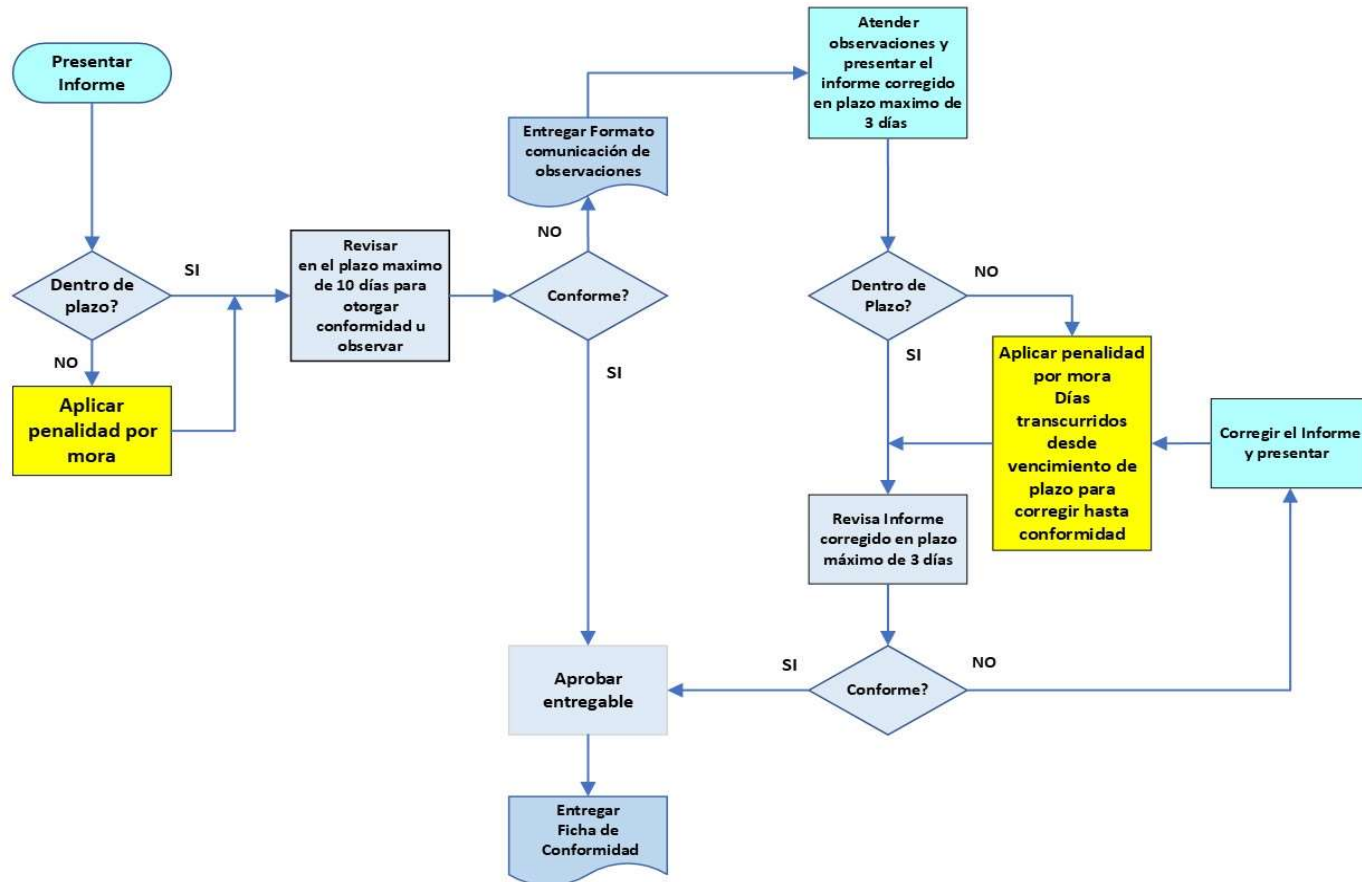 Presentar
Informe
Dentro de
plazo?
SI
NO
Aplicar
penalidad por
mora
Revisar
en el plazo maximo
de 10 días para
otorgar
conformidad u
observar
Conforme?
NO
SI
Entregar Formato
comunicación de
observaciones
Atender
observaciones y
presentar el
informe corregido
en plazo maximo de
3 días
Dentro de
Plazo?
NO
SI
Aplicar penalidad
por mora
Días
transcurridos
desde
vencimiento de
plazo para
corregir hasta
conformidad
Corregir el Informe
y presentar
Revisa Informe
corregido en plazo
máximo de 3 días
Conforme?
SI
NO
Aprobar
entregable
Entregar
Ficha de
Conformidad